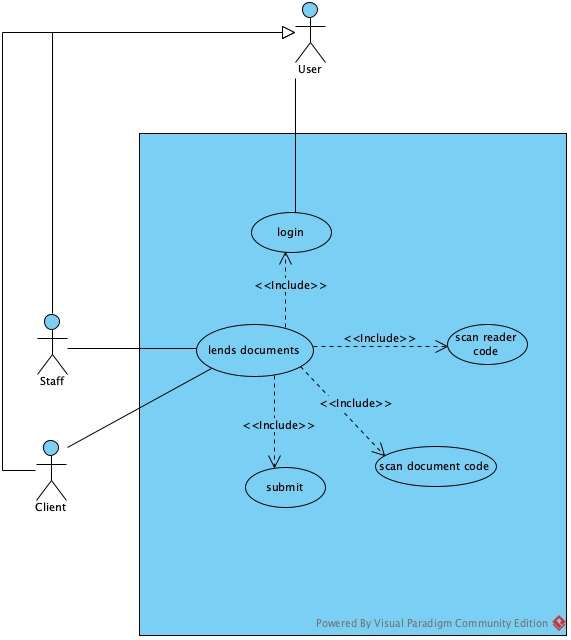 User
login
<<Include>>
<<Include>>
scan reader
code
lends documents
Staff
<<Include>>
<<Include>>
scan document code
submit
Client
Powered By Visual Paradigm Community Edition